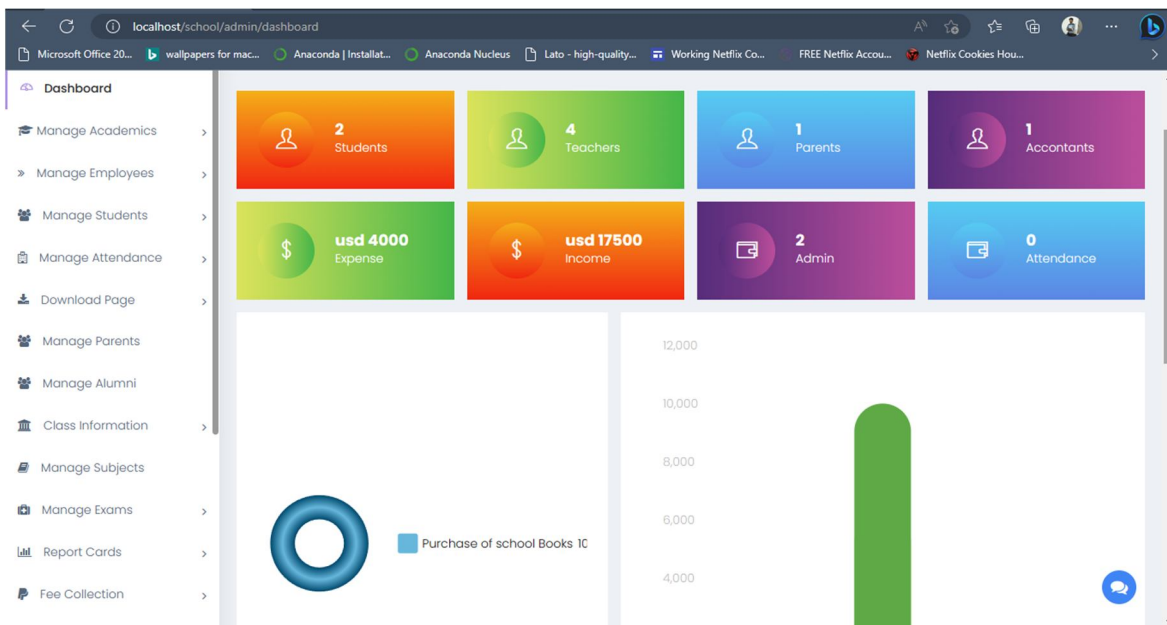 localhost/school/admin/dashboard
Microsoft Office 20... wallpapers for mac... Anaconda | Installat... Anaconda Nucleus Lato - high-quality... Working Netflix Co... FREE Netflix Accou... Netflix Cookies Hou...
Dashboard
Manage Academics
Manage Employees
Manage Students
Manage Attendance
Download Page
Manage Parents
Manage Alumni
Class Information
Manage Subjects
Manage Exams
Report Cards
Fee Collection
2
Students
4
Teachers
1
Parents
1
Accontants
usd 4000
Expense
usd 17500
Income
2
Admin
0
Attendance
Purchase of school Books 10
12,000
10,000
8,000
6,000
4,000